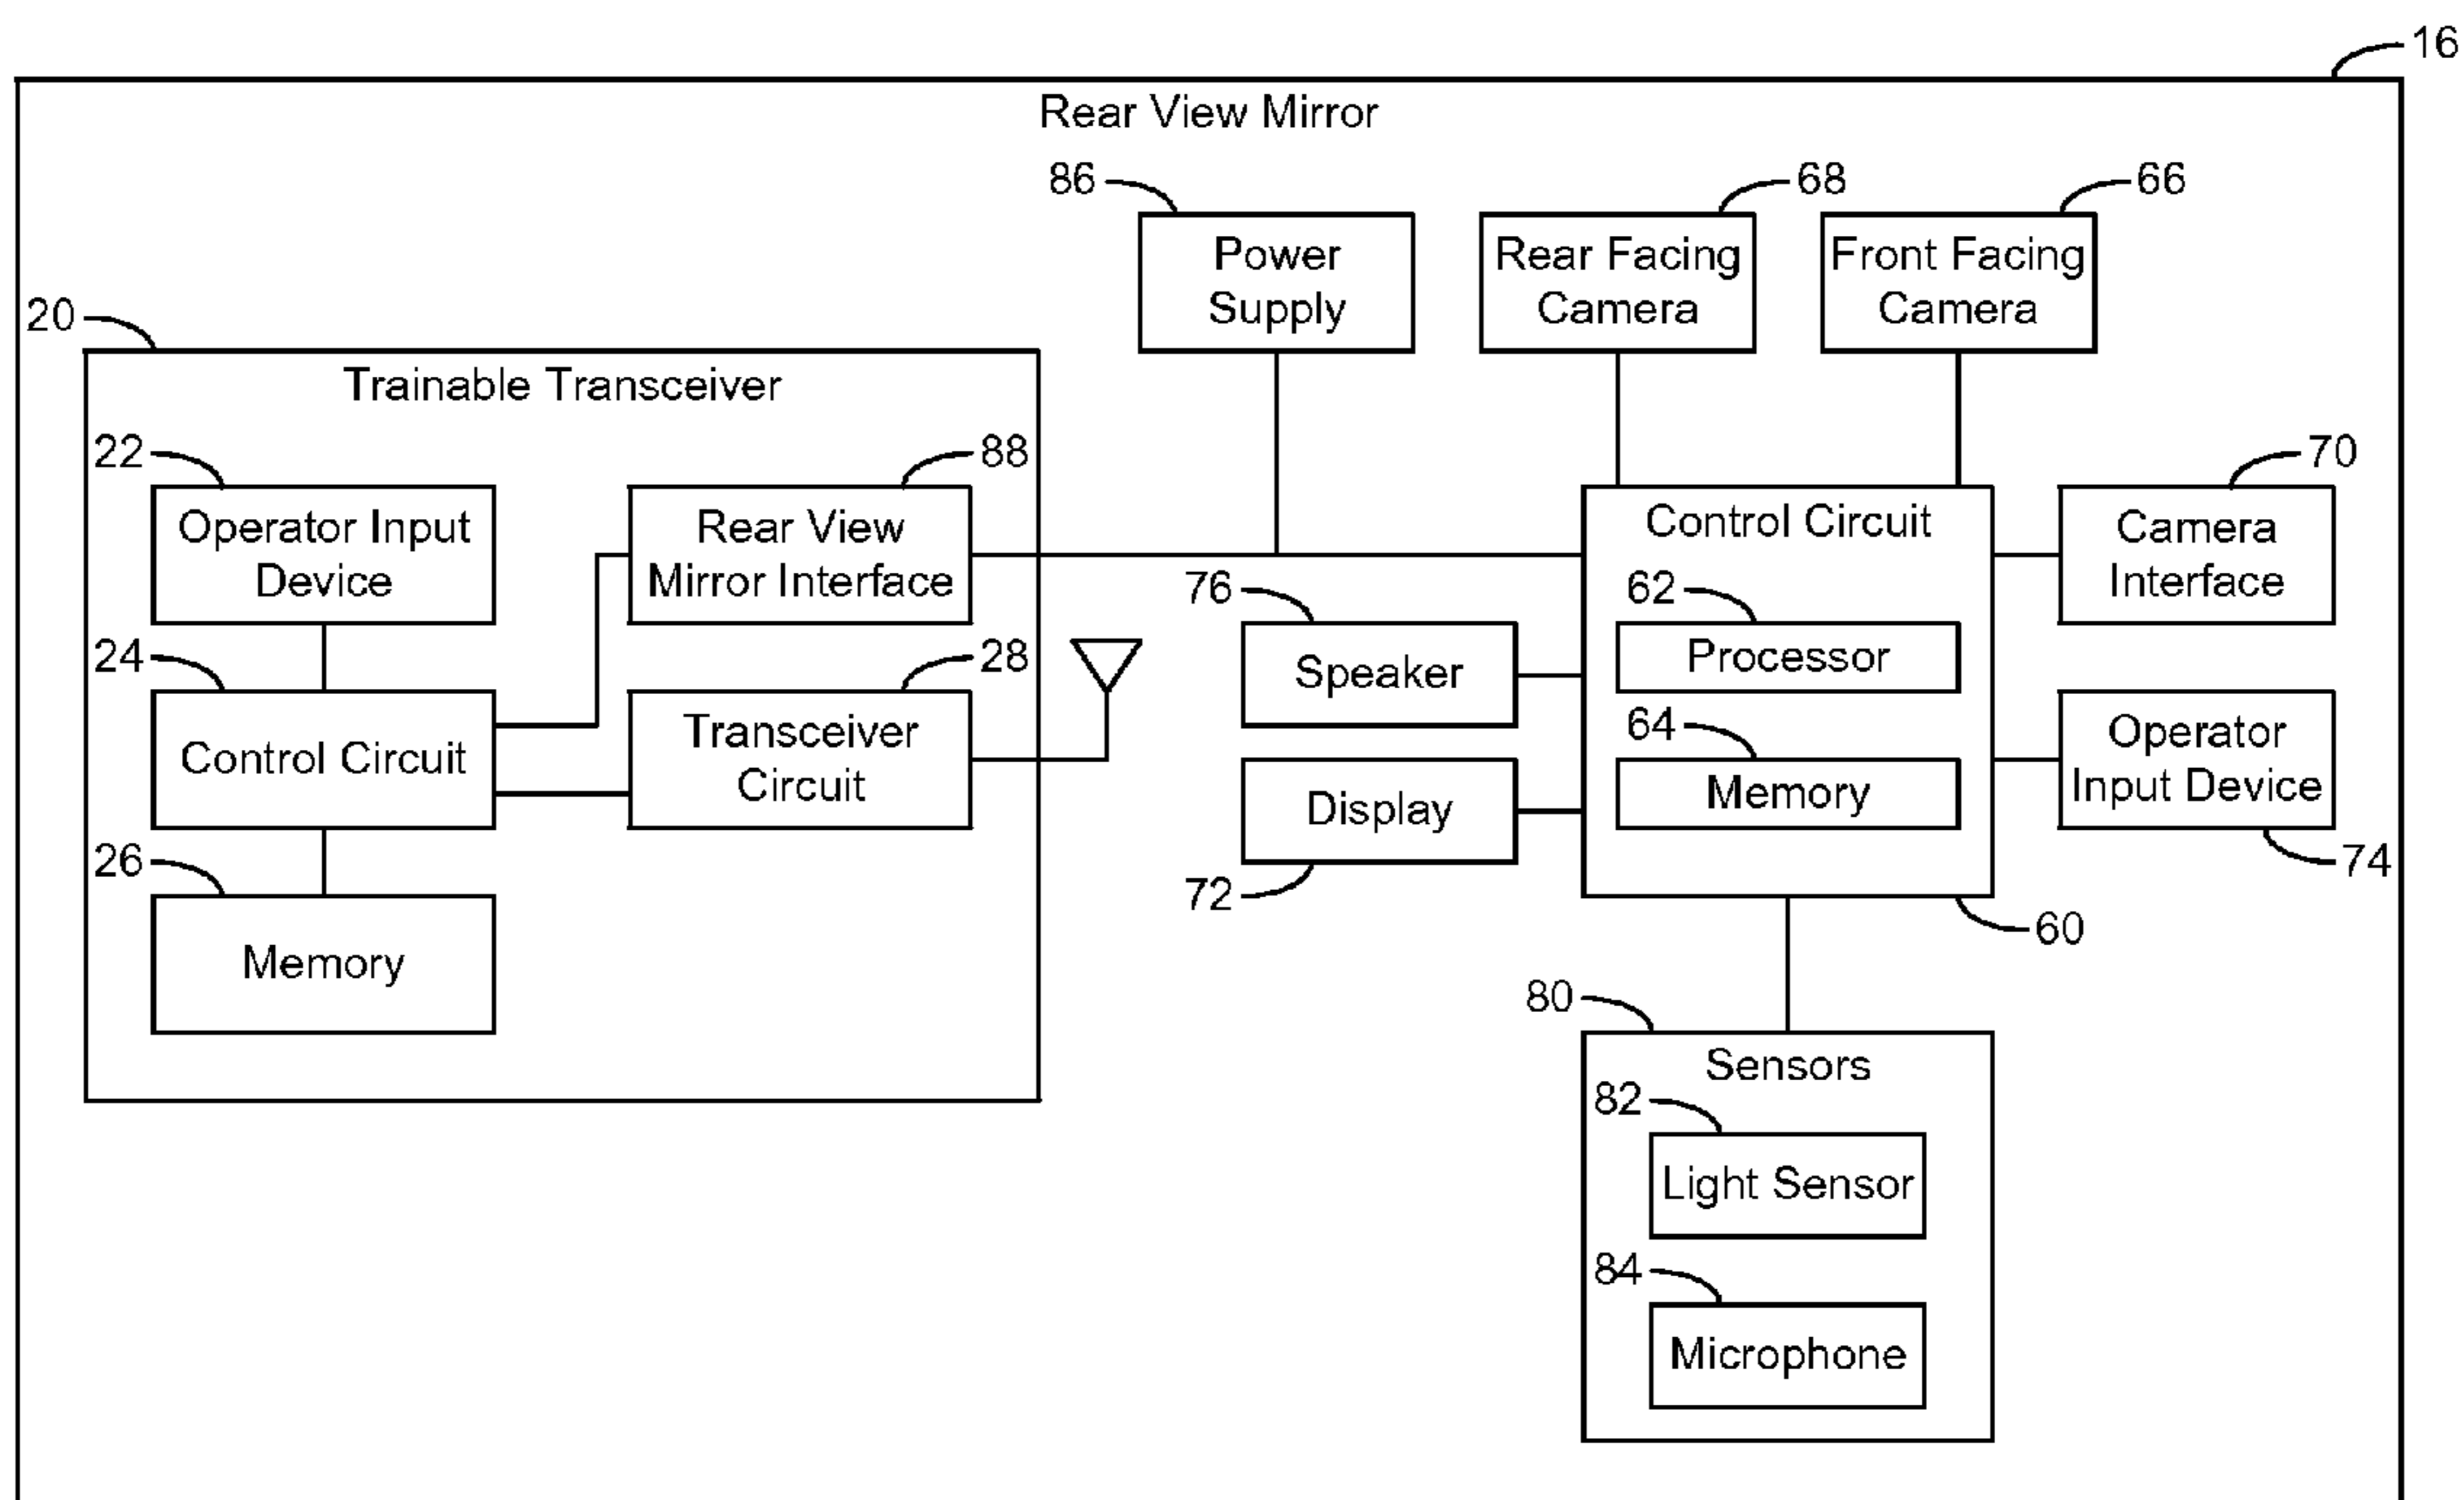 16
Rear View Mirror
86
68
66
Power
Supply
Rear Facing
Camera
Front Facing
Camera
20
Trainable Transceiver
22
88
70
Operator Input
Device
Rear View
Mirror Interface
Control Circuit
Camera
Interface
76
62
Speaker
Processor
24
28
Control Circuit
Transceiver
Circuit
64
Memory
Operator
Input Device
74
Display
72
60
26
Memory
80
Sensors
82
Light Sensor
84
Microphone